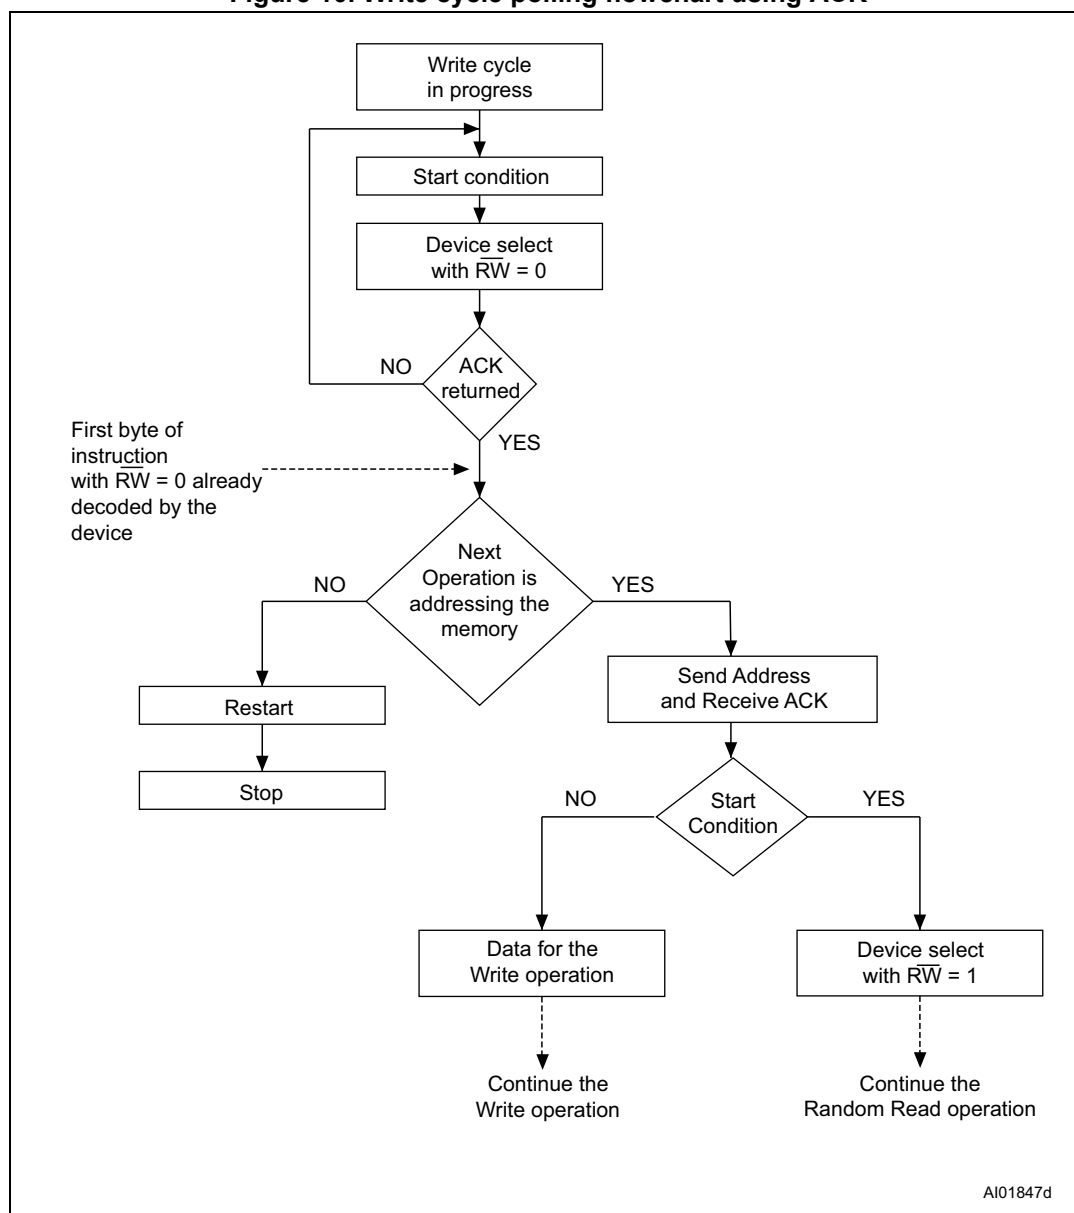 Figure 10. Write cycle polling flowchart using ACK
Write cycle
in progress
Start condition
Device select
with R̅W̅ = 0
NO
ACK
returned
YES
First byte of
instruction
with R̅W̅ = 0 already
decoded by the
device
Next
Operation is
addressing the
memory
NO
YES
Send Address
and Receive ACK
Restart
Stop
NO
Start
Condition
YES
Data for the
Write operation
Device select
with R̅W̅ = 1
Continue the
Write operation
Continue the
Random Read operation
AI01847d